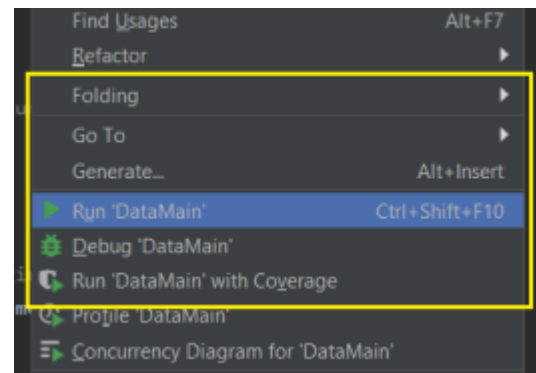 Find Usages Alt+F7
Refactor
Folding
Go To
Generate... Alt+Insert
Run 'DataMain' Ctrl+Shift+F10
Debug 'DataMain'
Run 'DataMain' with Coverage
Profile 'DataMain'
Concurrency Diagram for 'DataMain'